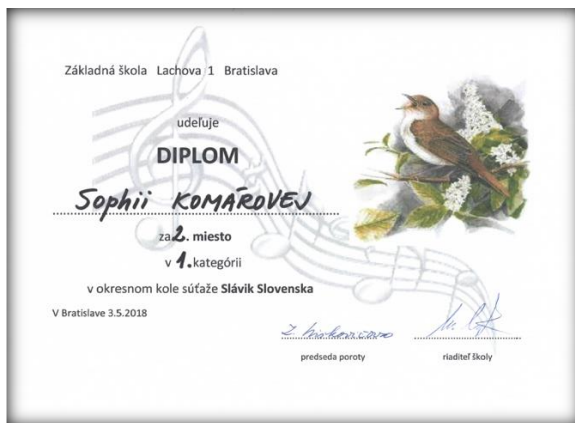 Základná škola Lachova 1 Bratislava
udeľuje
DIPLOM
Sophii KOMÁROVEJ
za 2. miesto
v 1. kategórii
v okresnom kole súťaže Slávik Slovenska
V Bratislave 3.5.2018
predseda poroty riaditeľ školy